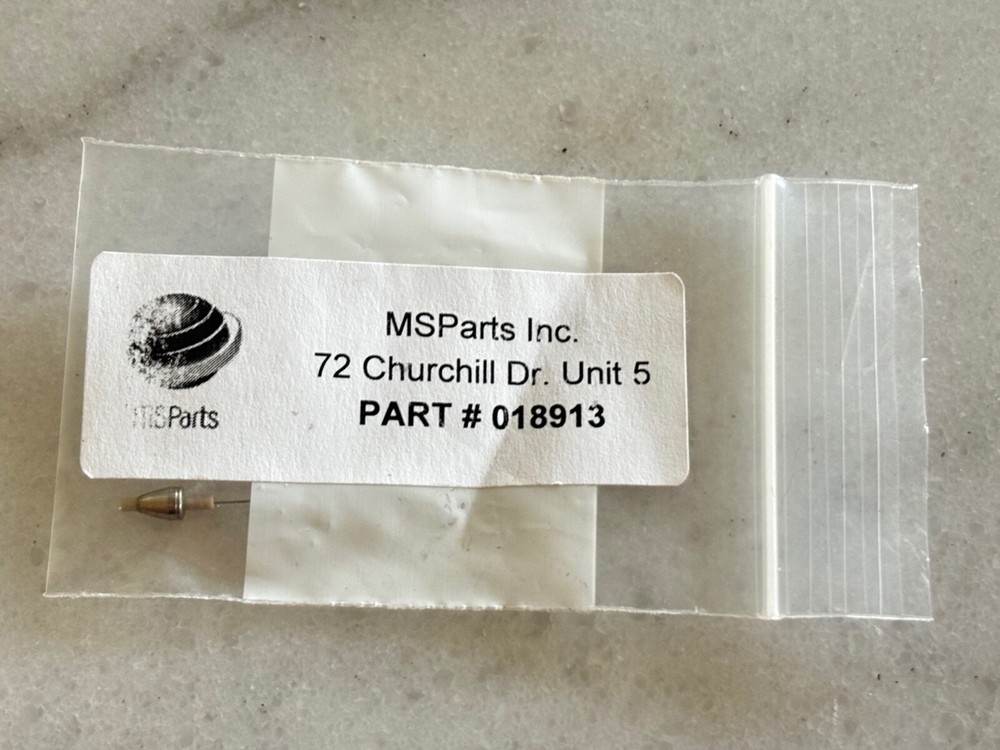 MSParts Inc.
72 Churchill Dr. Unit 5
PART # 018913
MSParts